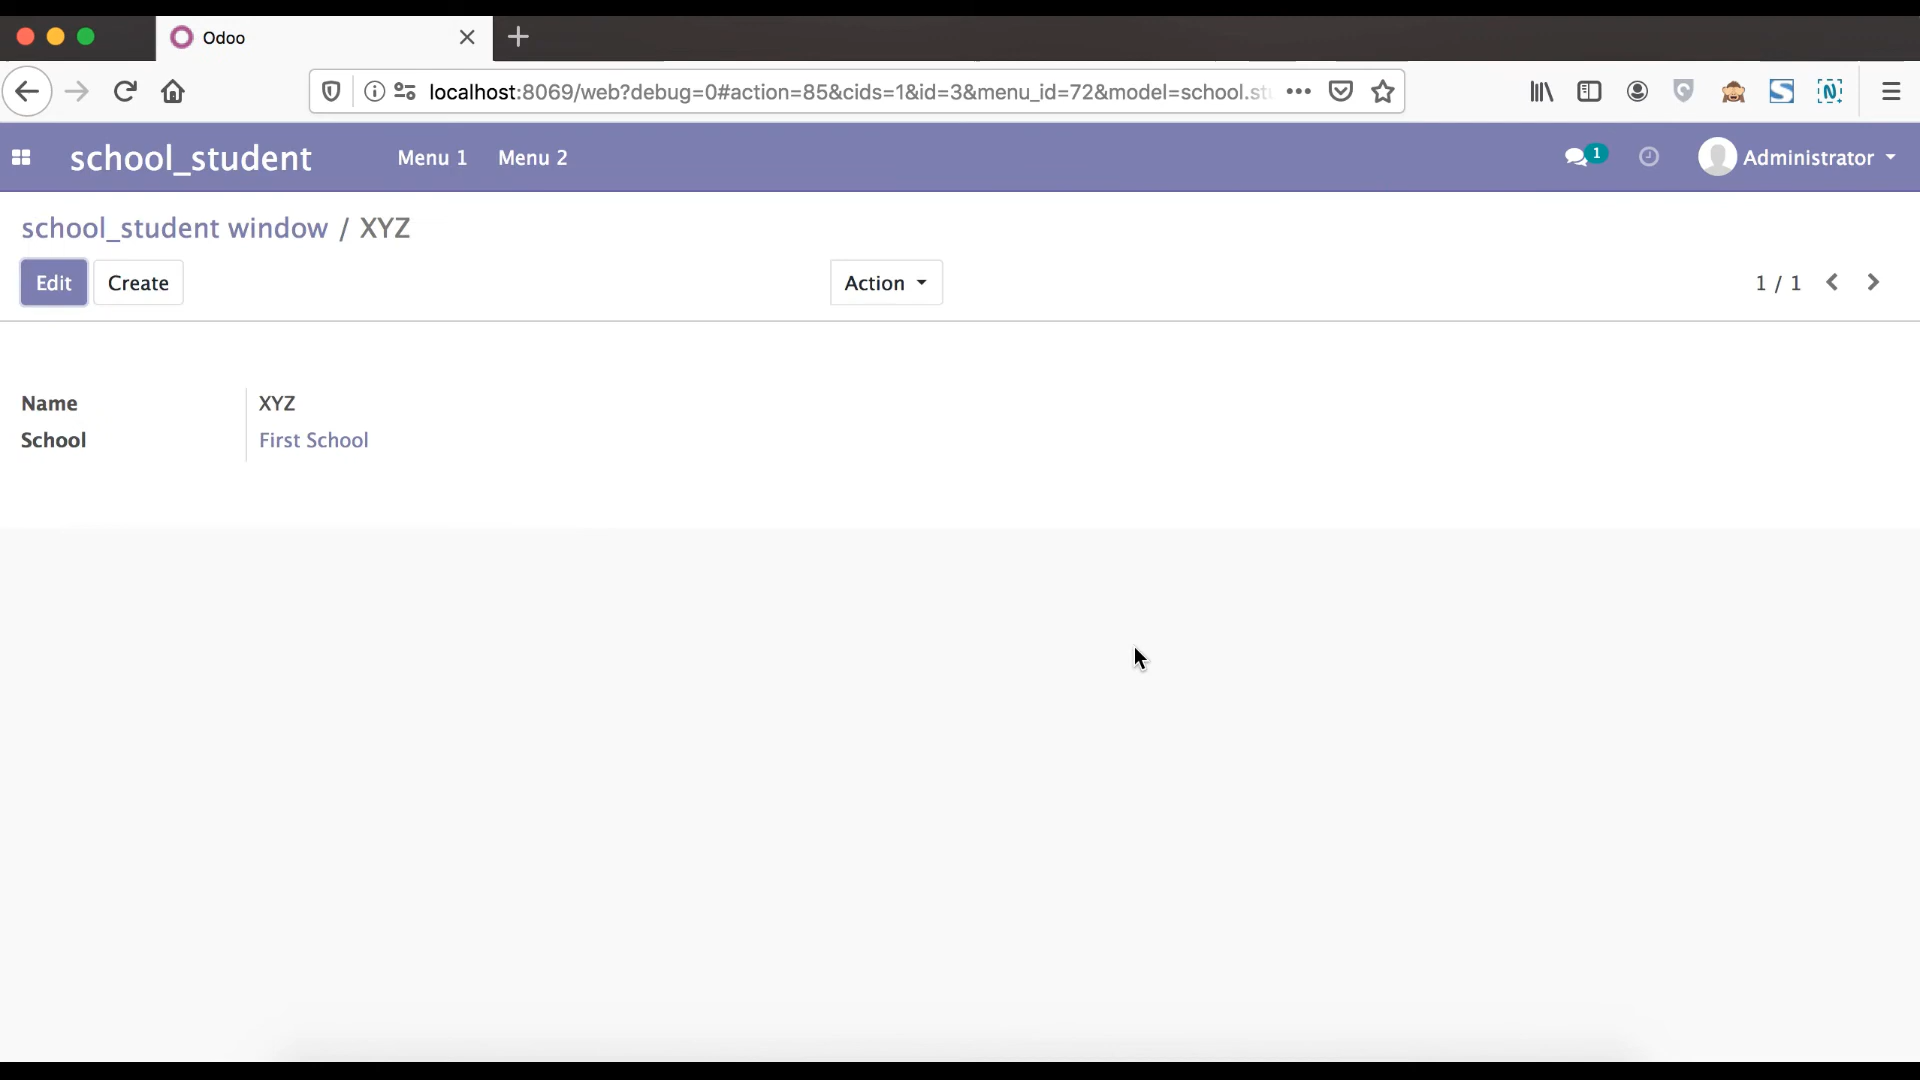 Odoo
localhost:8069/web?debug=0#action=85&cids=1&id=3&menu_id=72&model=school.stu
school_student Menu 1 Menu 2 1 Administrator
school_student window / XYZ
Edit Create Action 1 / 1
Name XYZ
School First School